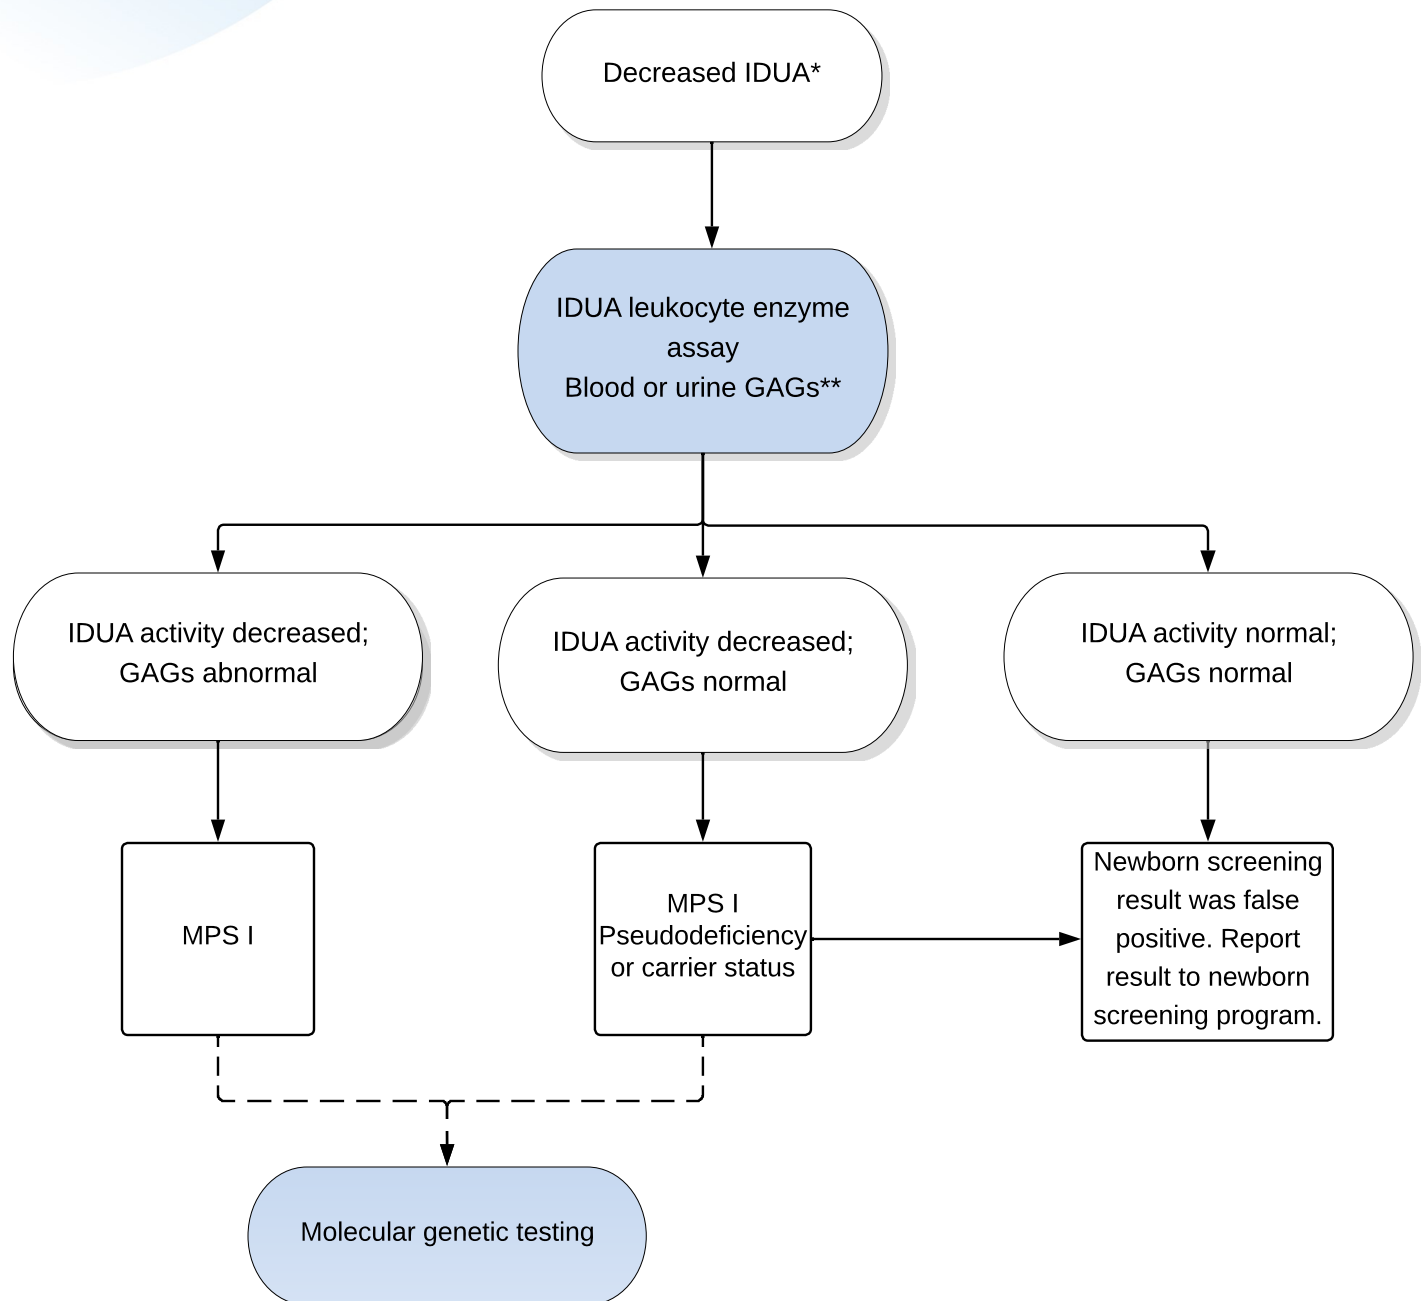 Decreased IDUA*
IDUA leukocyte enzyme
assay
Blood or urine GAGs**
IDUA activity decreased;
GAGs abnormal
IDUA activity decreased;
GAGs normal
IDUA activity normal;
GAGs normal
MPS I
MPS I
Pseudodeficiency
or carrier status
Newborn screening
result was false
positive. Report
result to newborn
screening program.
Molecular genetic testing